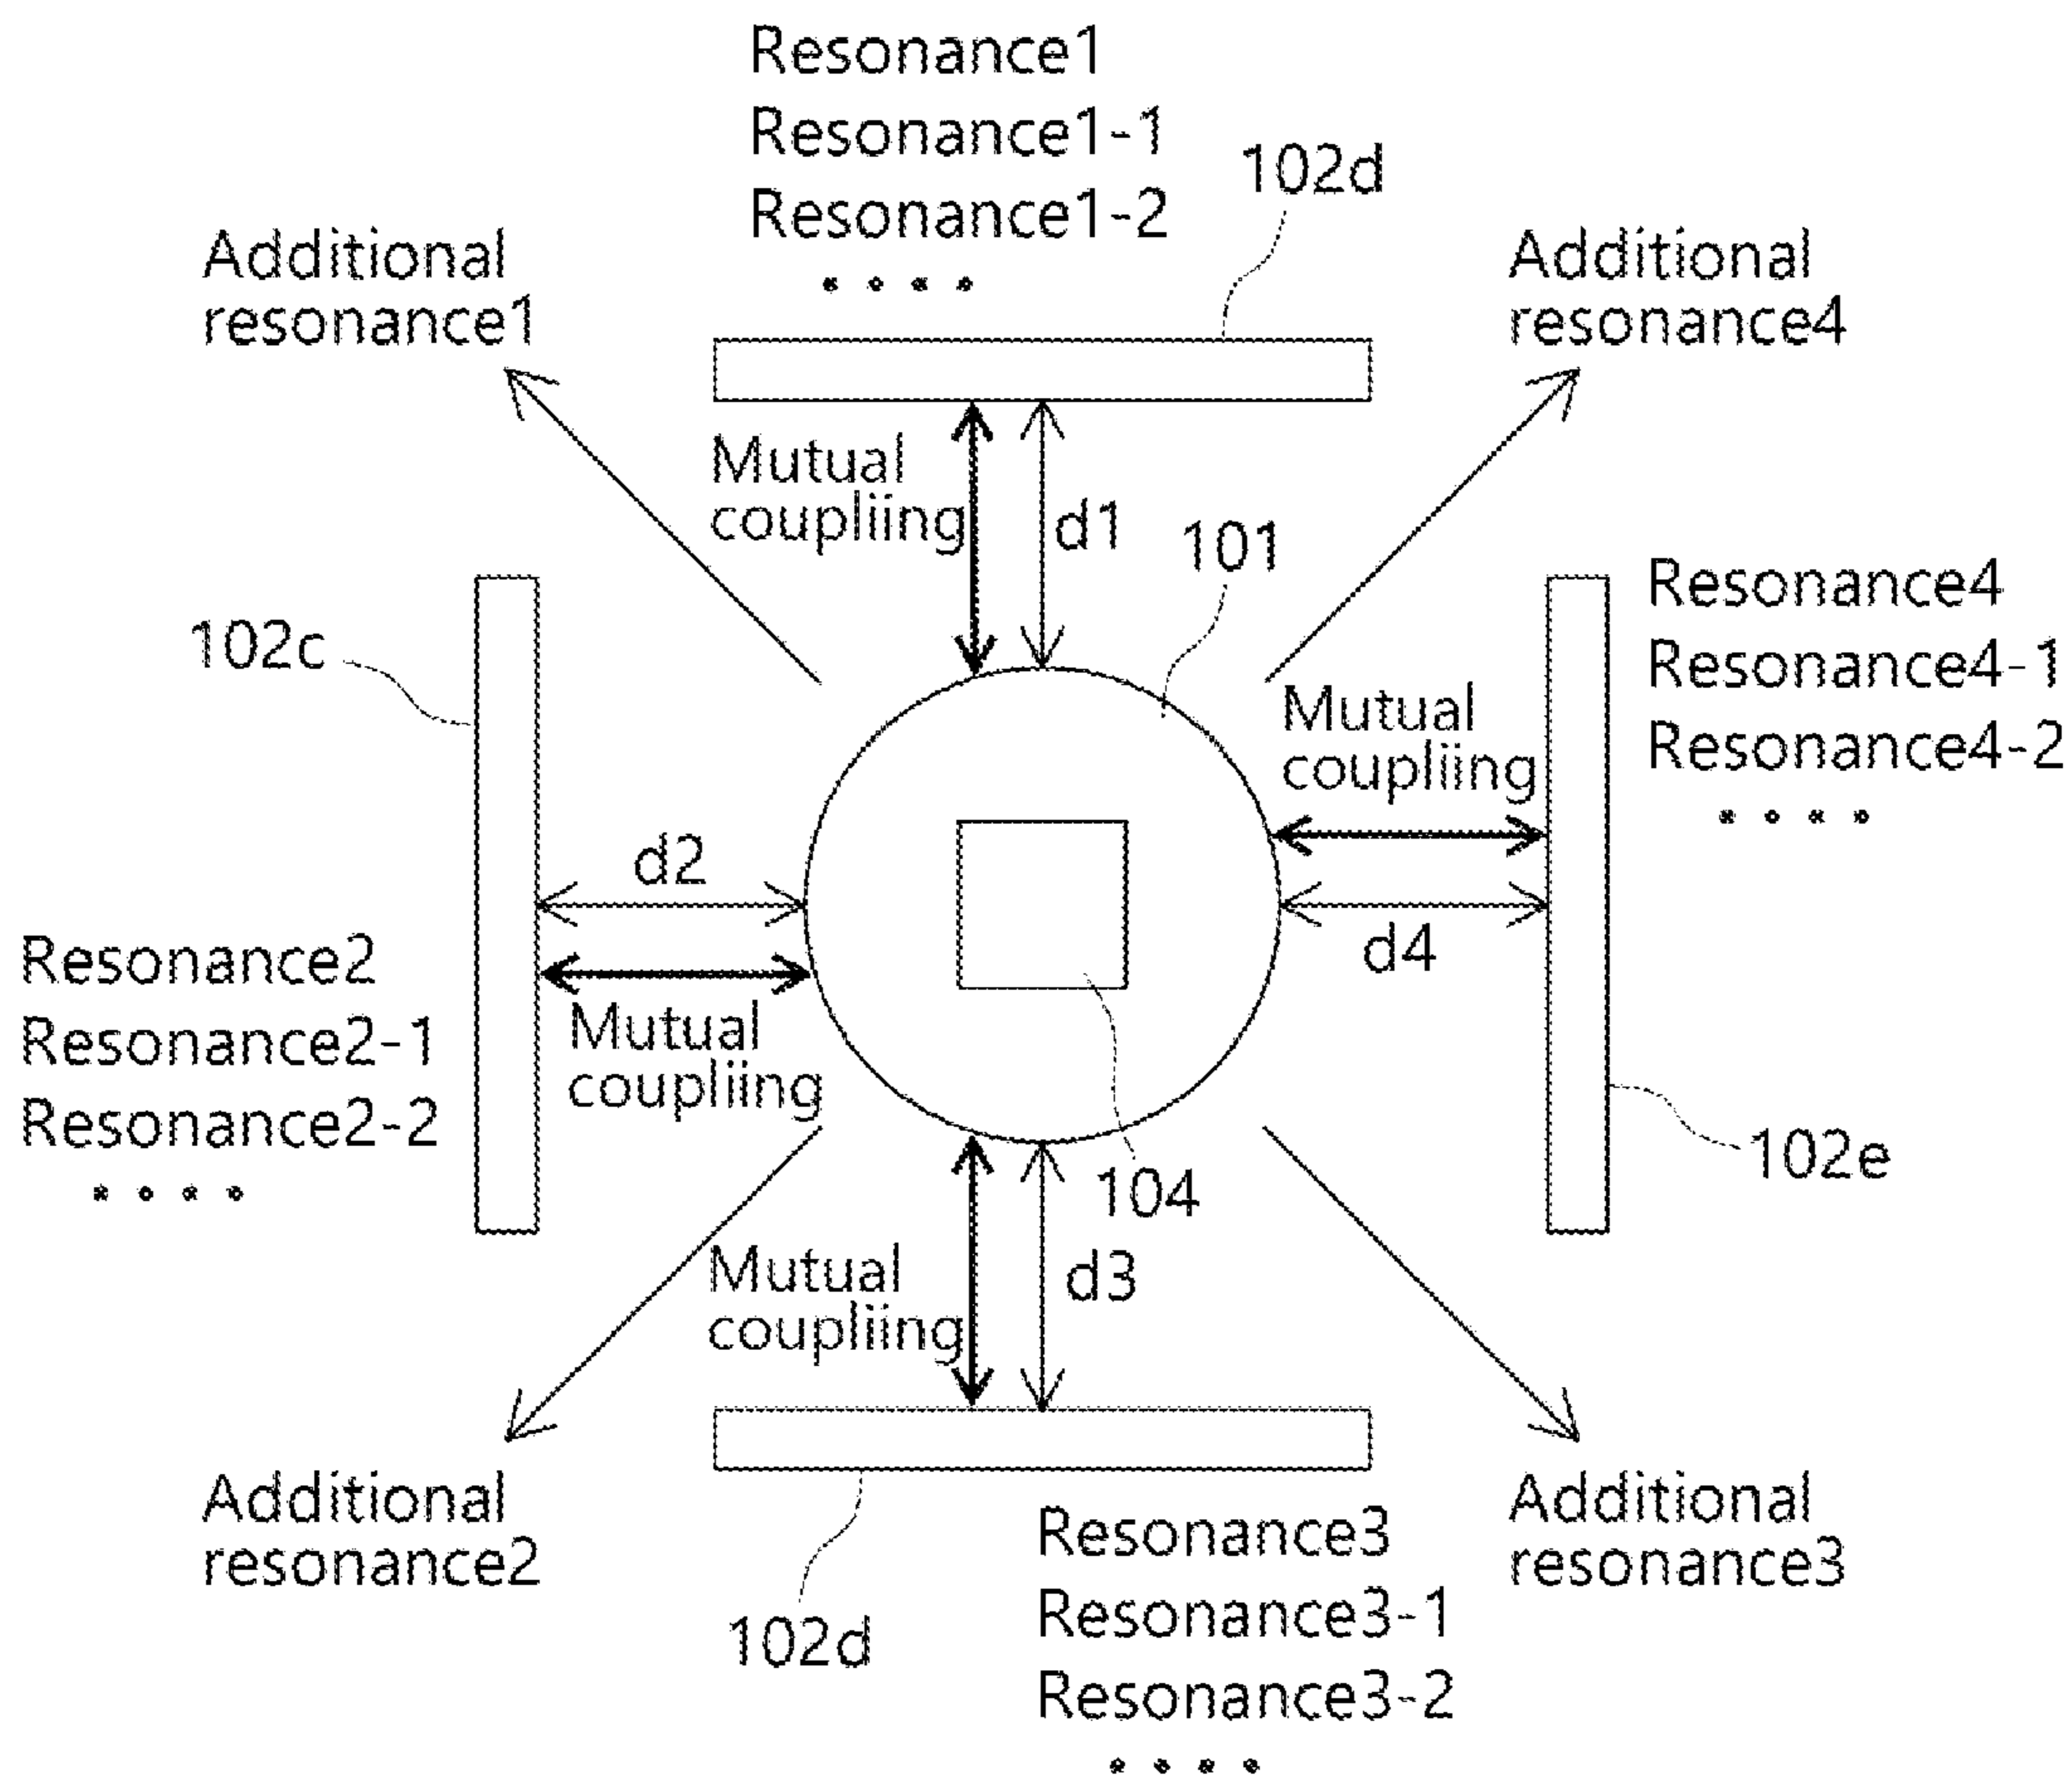 Resonance1
Resonance1-1
Resonance1-2
....
102d
Additional
resonance1
Additional
resonance4
Mutual
coupliing
d1
101
102c
Resonance4
Resonance4-1
Resonance4-2
....
Mutual
coupliing
d2
d4
Resonance2
Resonance2-1
Resonance2-2
....
Mutual
coupliing
104
102e
Mutual
coupliing
d3
Additional
resonance2
102d
Resonance3
Resonance3-1
Resonance3-2
....
Additional
resonance3